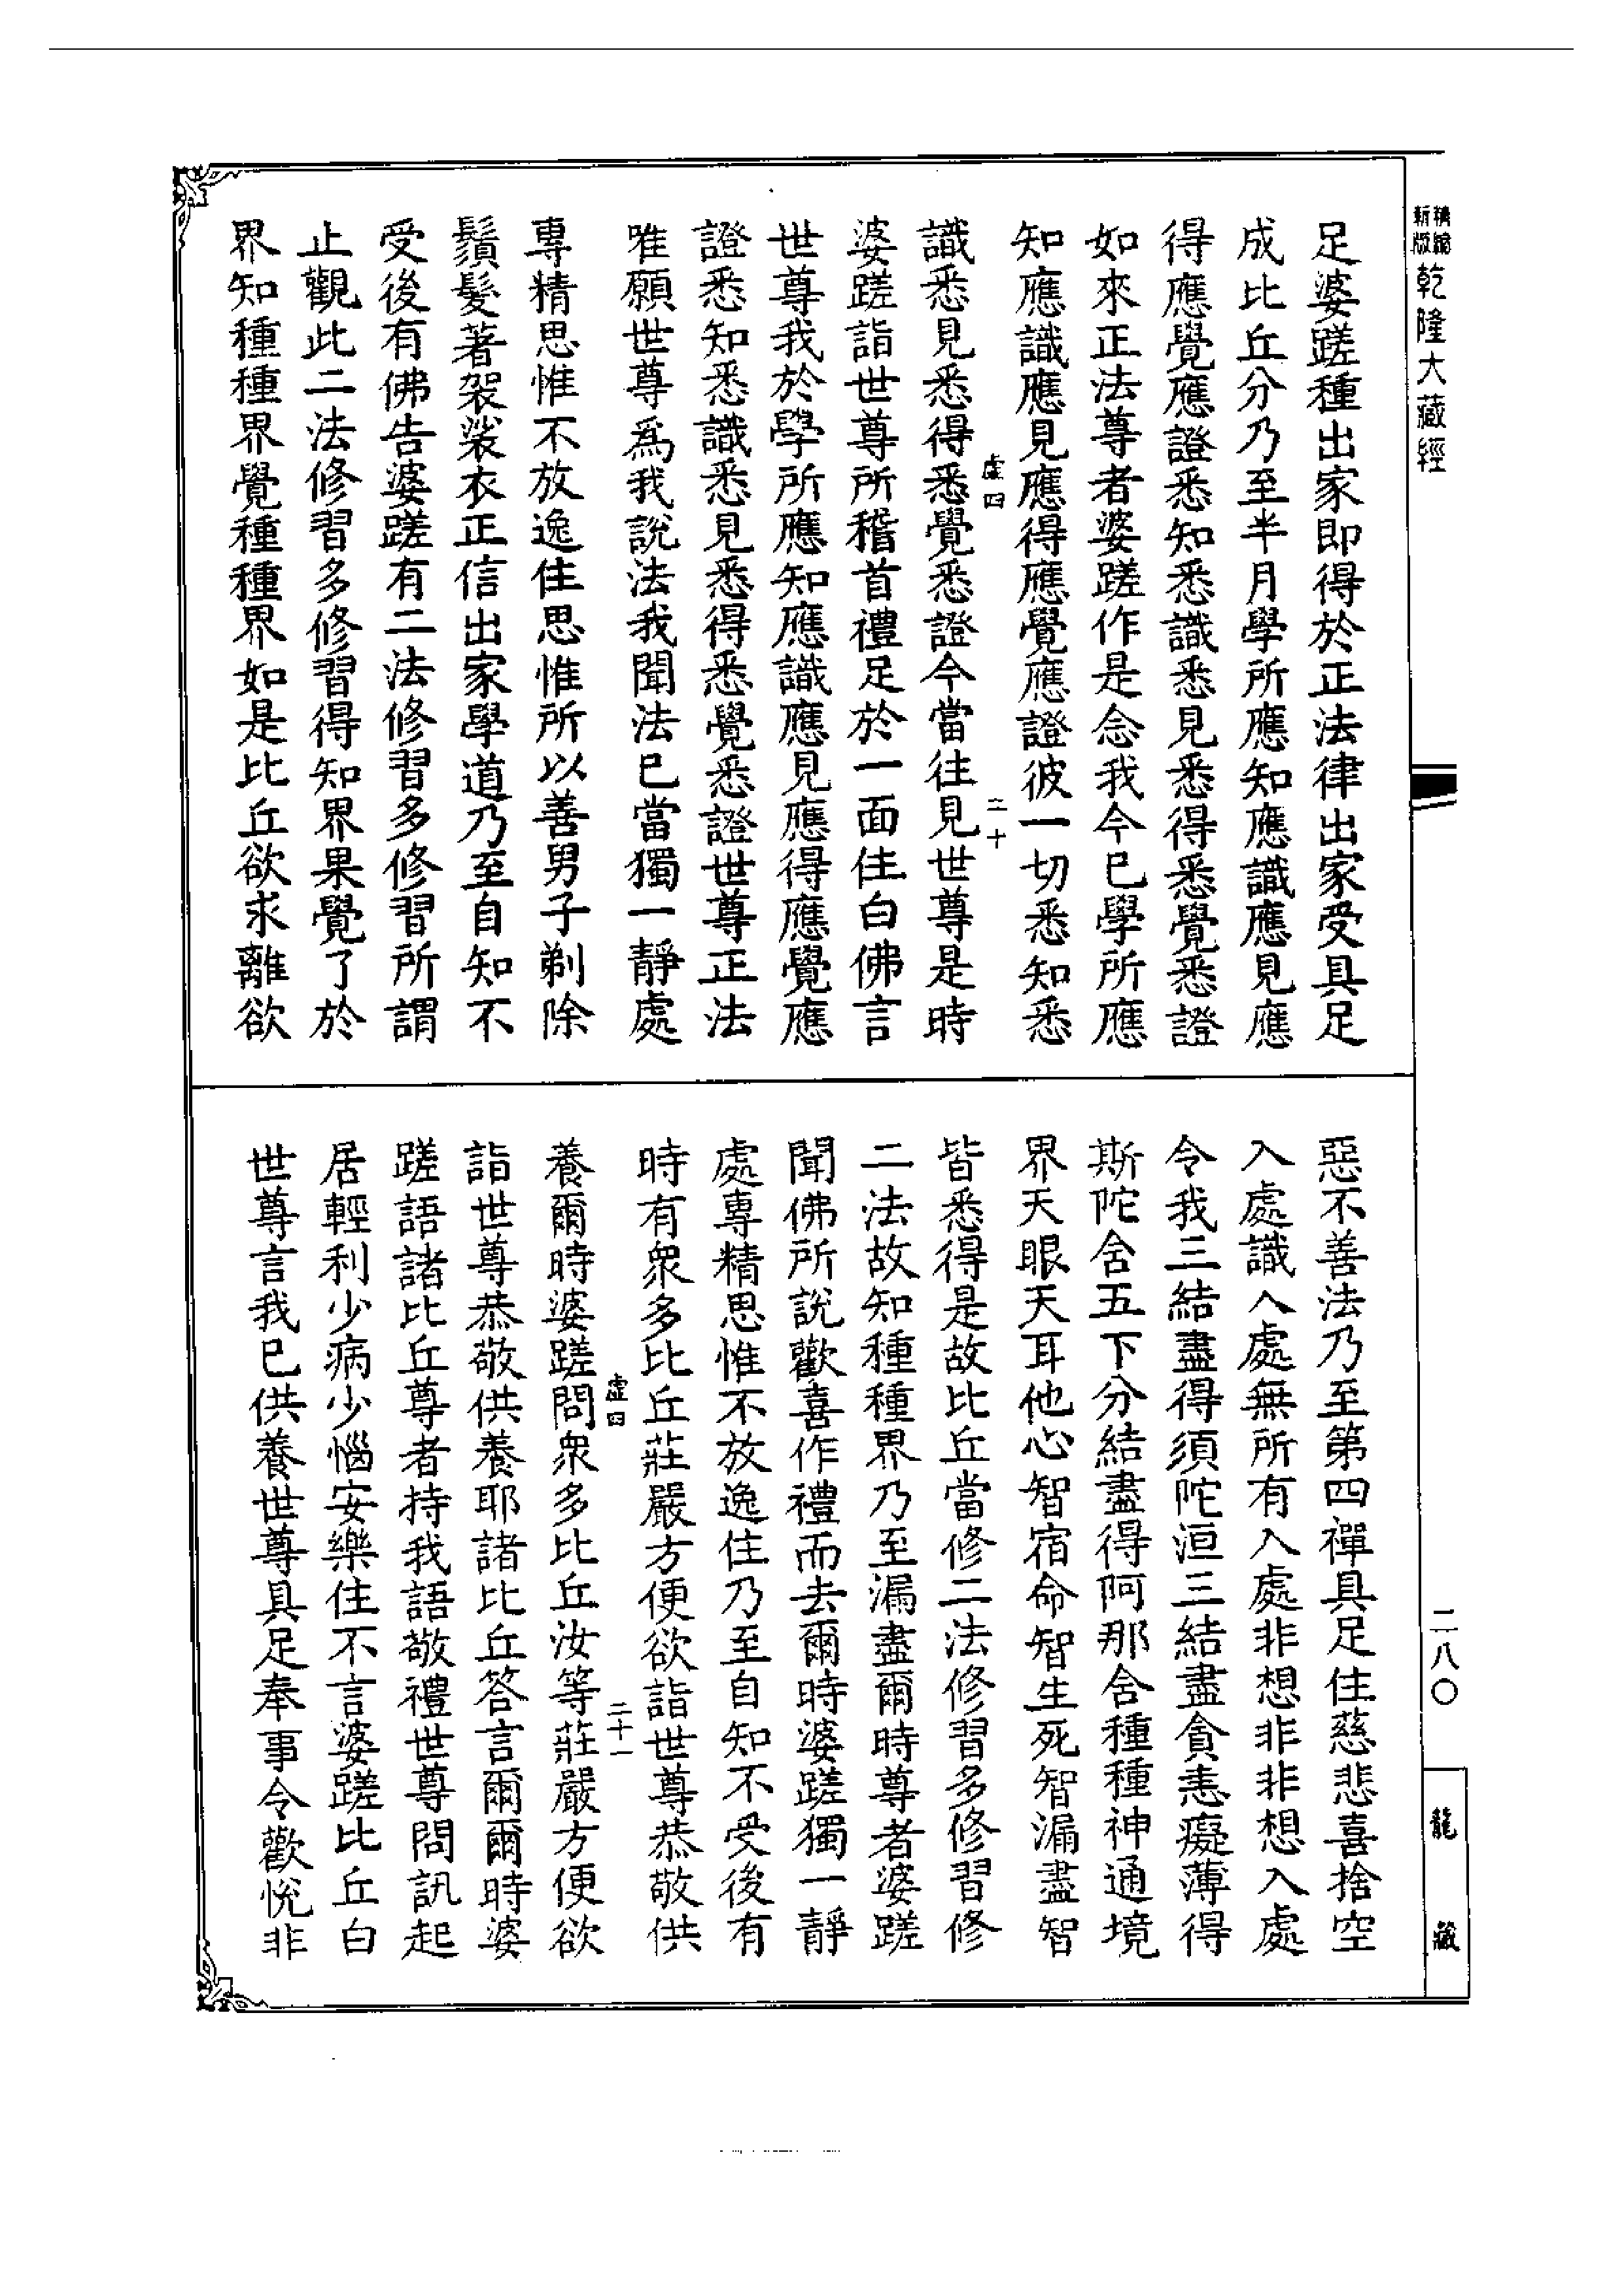 精編
新版
乾隆大藏經
足婆蹉種出家即得於正法律出家受具足
成比丘分乃至半月學所應知應識應見應
得應覺應證悉知悉識悉見悉得悉覺悉證
如來正法尊者婆蹉作是念我今已學所應
知應識應見應得應覺應證彼一切悉知悉
虛四
二十
識悉見悉得悉覺悉證今當往見世尊是時
婆蹉詣世尊所稽首禮足於一面住白佛言
世尊我於學所應知應識應見應得應覺應
證悉知悉識悉見悉得悉覺悉證世尊正法
唯願世尊爲我說法我聞法已當獨一靜處
專精思惟不放逸住思惟所以善男子剃除
鬚髮著袈裟衣正信出家學道乃至自知不
受後有佛告婆蹉有二法修習多修習所謂
止觀此二法修習多修習得知界果覺了於
界知種種界覺種種界如是比丘欲求離欲
惡不善法乃至第四禪具足住慈悲喜捨空
入處識入處無所有入處非想非非想入處
令我三結盡得須陀洹三結盡貪恚癡薄得
斯陀含五下分結盡得阿那含種種神通境
界天眼天耳他心智宿命智生死智漏盡智
皆悉得是故比丘當修二法修習多修習修
二法故知種種界乃至漏盡爾時尊者婆蹉
聞佛所說歡喜作禮而去爾時婆蹉獨一靜
處專精思惟不放逸住乃至自知不受後有
時有衆多比丘莊嚴方便欲詣世尊恭敬供
虛四
二十一
養爾時婆蹉問衆多比丘汝等莊嚴方便欲
詣世尊恭敬供養耶諸比丘答言爾爾時婆
蹉語諸比丘尊者持我語敬禮世尊問訊起
居輕利少病少惱安樂住不言婆蹉比丘白
世尊言我已供養世尊具足奉事令歡悅非
二八〇
龍藏